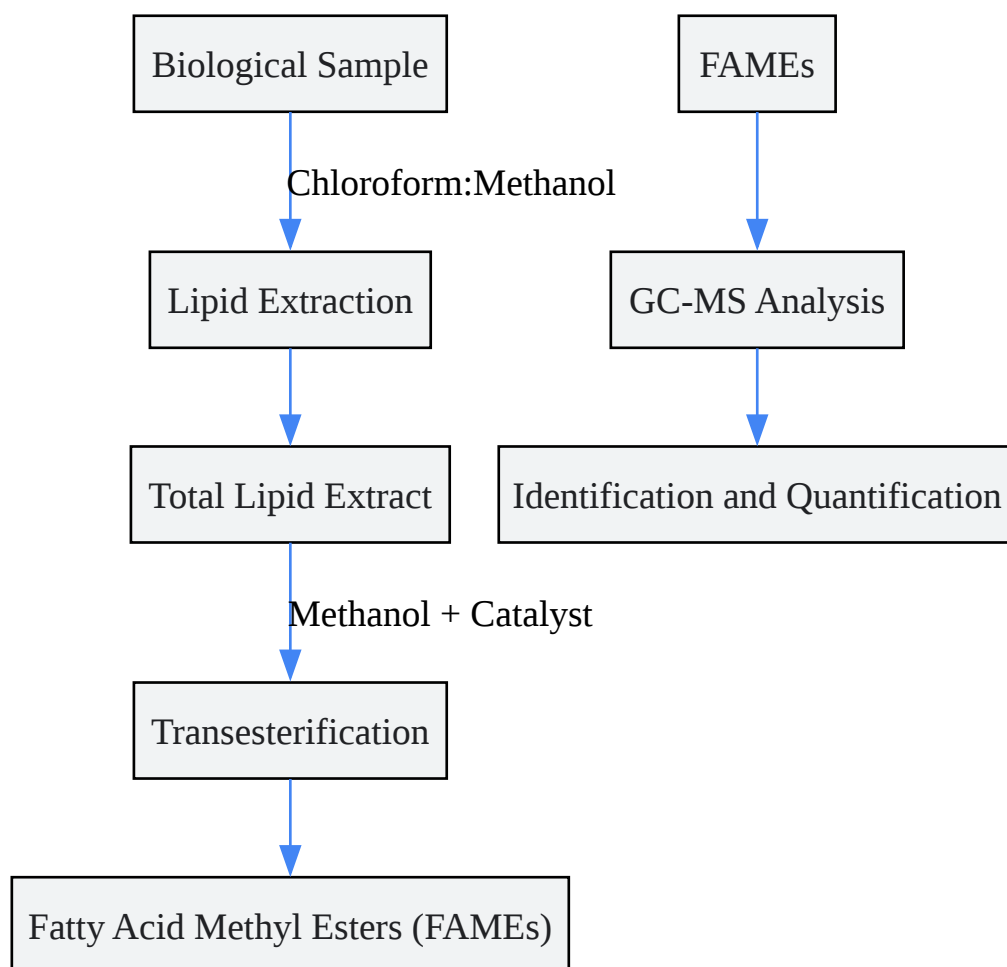 Biological Sample
Chloroform:Methanol
Lipid Extraction
Total Lipid Extract
Methanol + Catalyst
Transesterification
Fatty Acid Methyl Esters (FAMEs)
FAMEs
GC-MS Analysis
Identification and Quantification